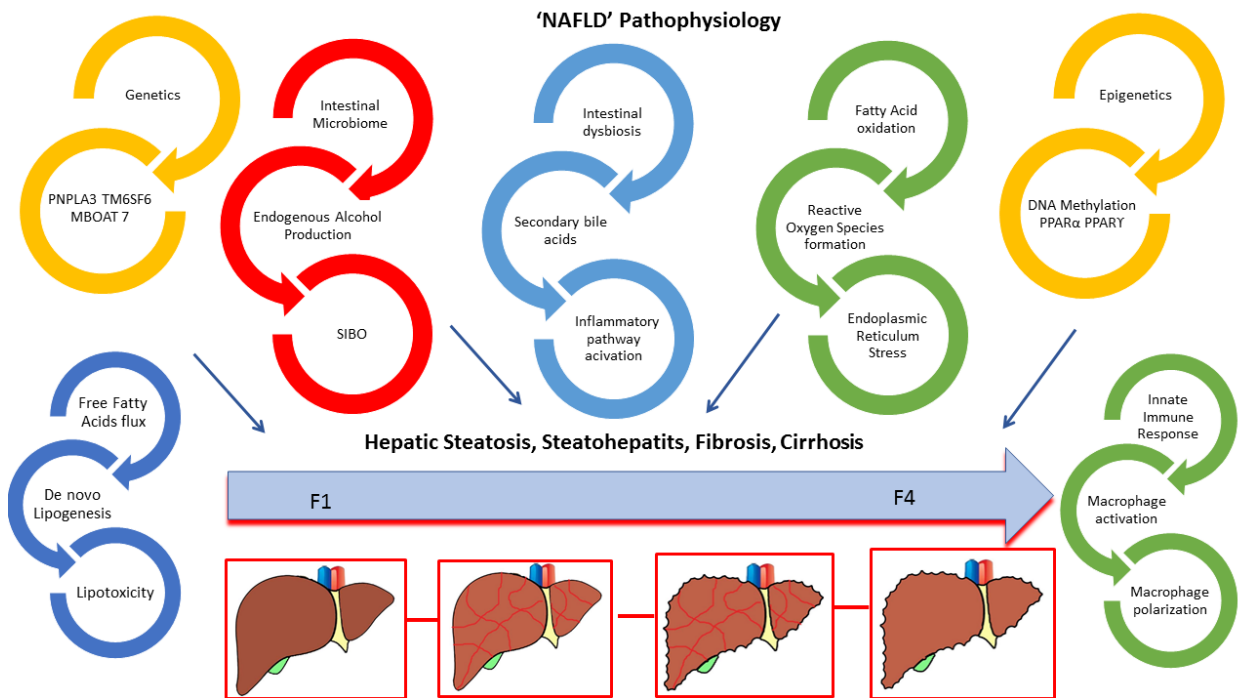 ‘NAFLD’ Pathophysiology
Genetics
PNPLA3 TM6SF6
MBOAT 7
Intestinal
Microbiome
Endogenous Alcohol
Production
SIBO
Intestinal
dysbiosis
Secondary bile
acids
Inflammatory
pathway
acivation
Fatty Acid
oxidation
Reactive
Oxygen Species
formation
Endoplasmic
Reticulum
Stress
Epigenetics
DNA Methylation
PPARα PPARϒ
Free Fatty
Acids flux
De novo
Lipogenesis
Lipotoxicity
Hepatic Steatosis, Steatohepatits, Fibrosis, Cirrhosis
F1
F4
Innate
Immune
Response
Macrophage
activation
Macrophage
polarization